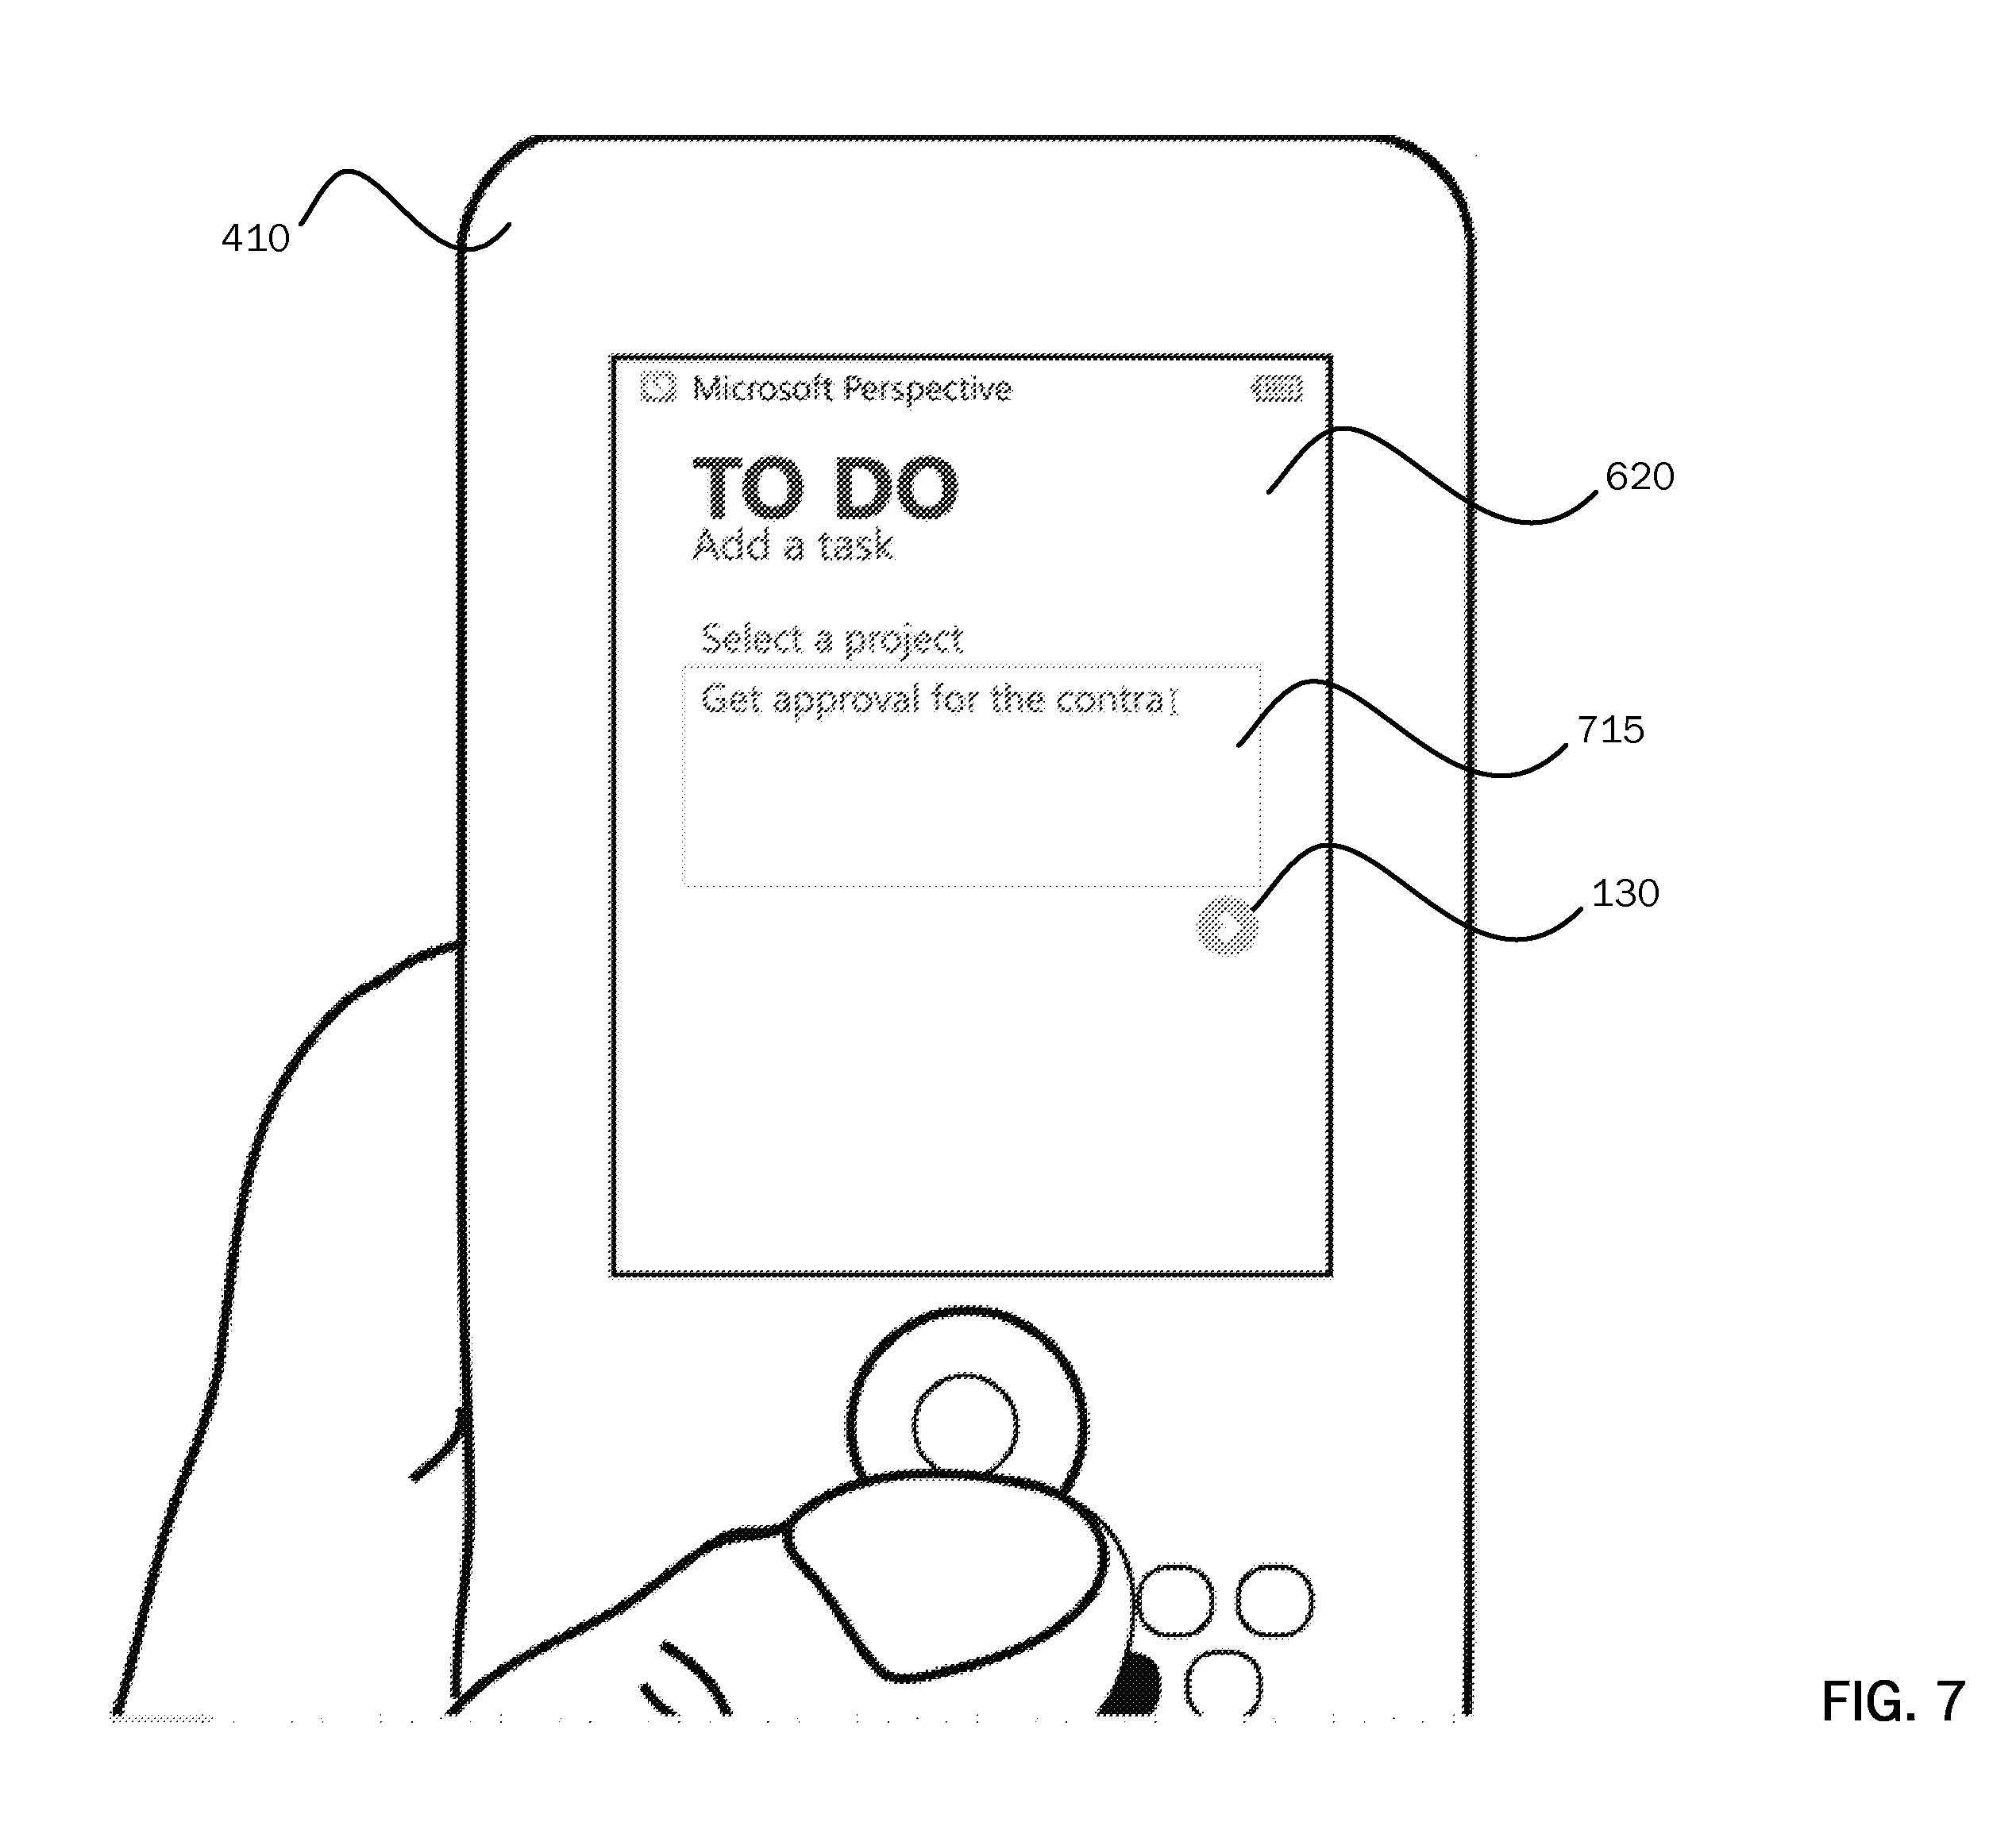 410
Microsoft Perspective
TO DO
620
Add a task
Select a project
Get approval for the contra
715
130
FIG. 7